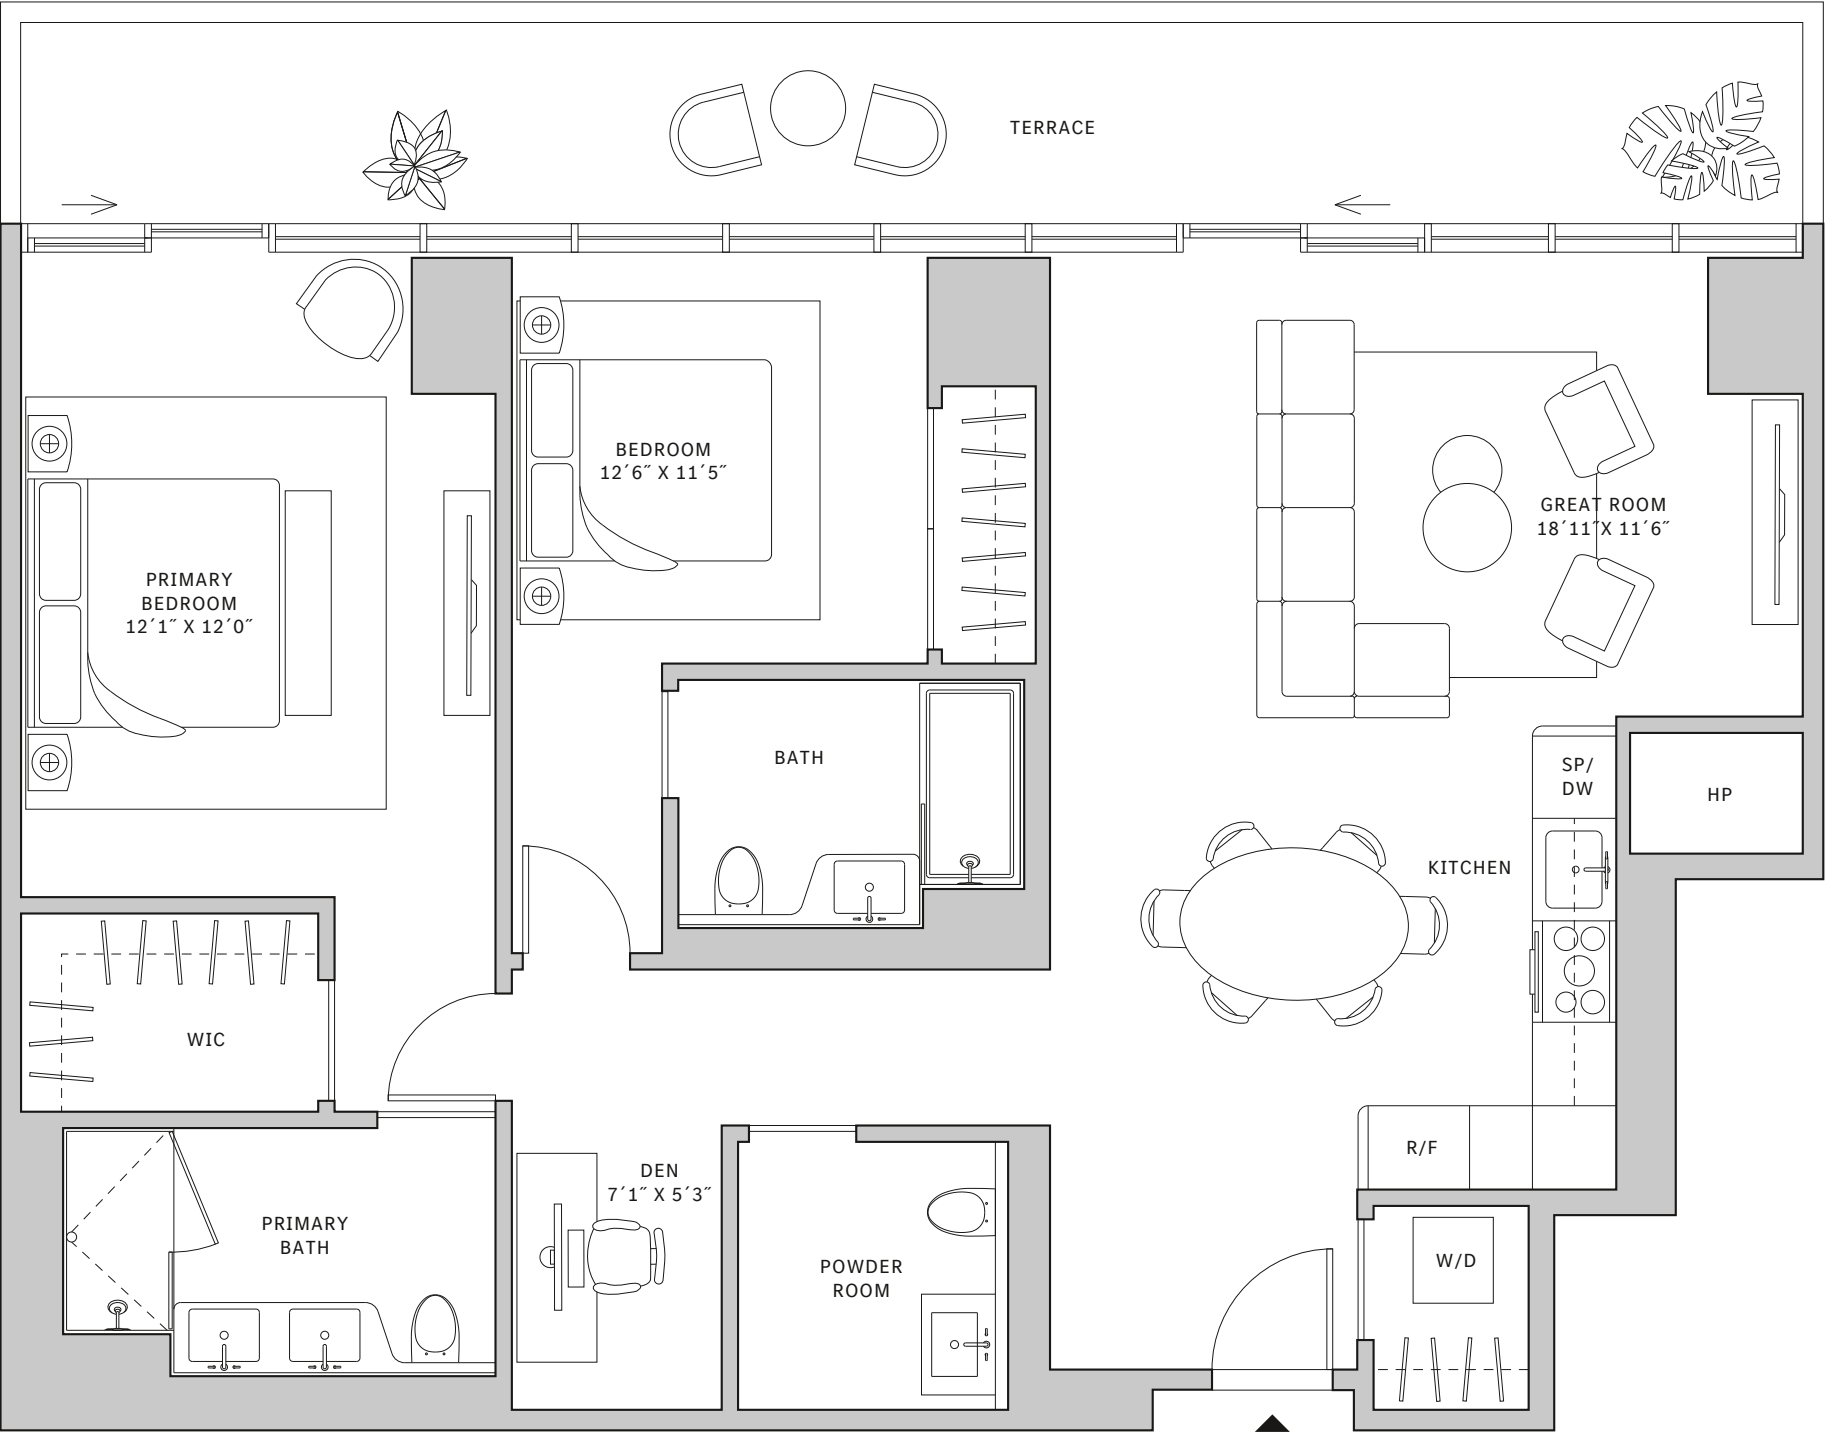 TERRACE
BEDROOM
12´6˝ X 11´5˝
GREAT ROOM
18´11˝X 11´6˝
PRIMARY
BEDROOM
12´1˝ X 12´0˝
BATH
SP/
DW
HP
KITCHEN
WIC
R/F
DEN
7´1˝ X 5´3˝
PRIMARY
BATH
POWDER
ROOM
W/D